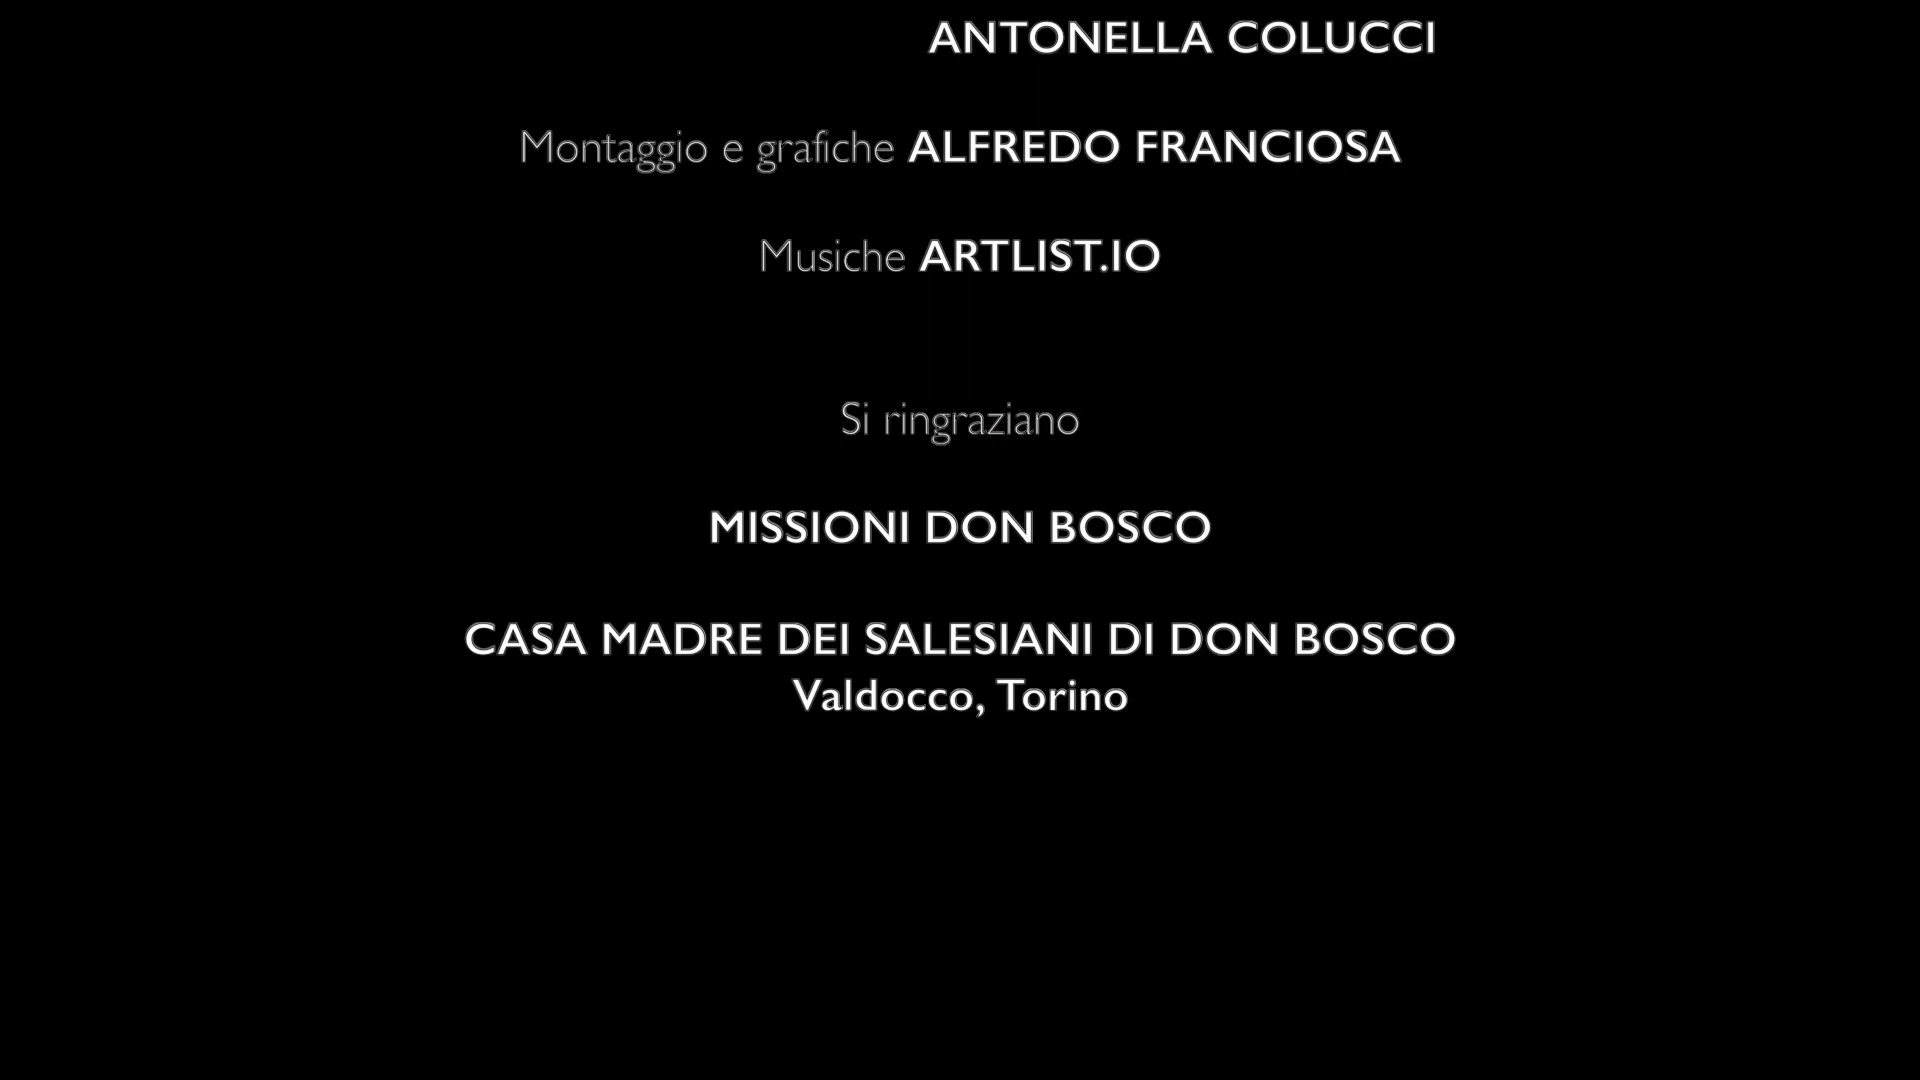 ANTONELLA COLUCCI
Montaggio e grafiche ALFREDO FRANCIOSA
Musiche ARTLIST.IO
Si ringraziano
MISSIONI DON BOSCO
CASA MADRE DEI SALESIANI DI DON BOSCO
Valdocco, Torino